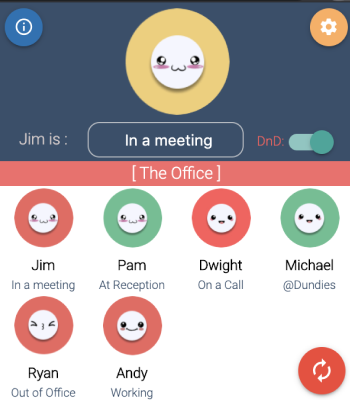 Jim is : In a meeting DnD:
[ The Office ]
Jim Pam Dwight Michael
In a meeting At Reception On a Call @Dundies
Ryan Andy
Out of Office Working